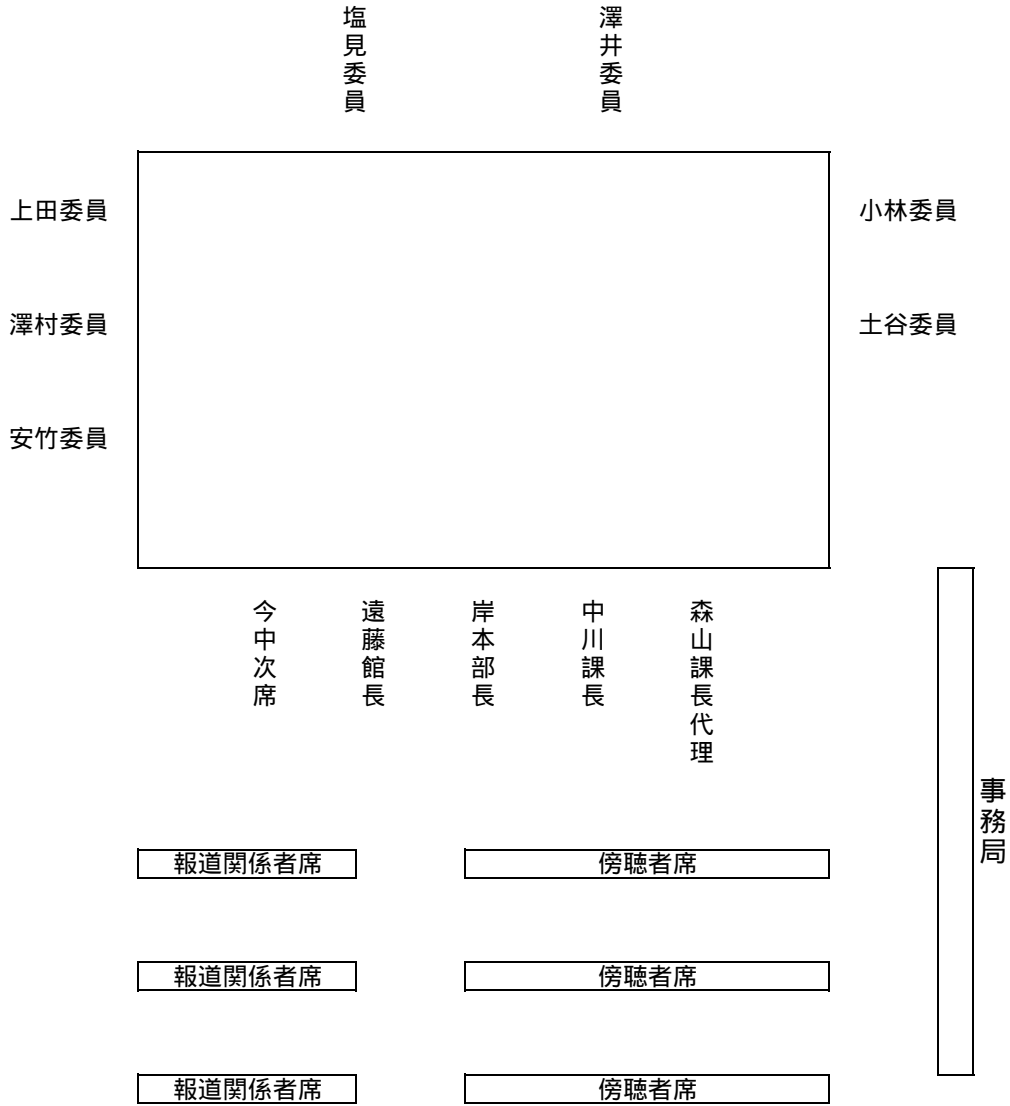 塩見委員
澤井委員
上田委員
小林委員
澤村委員
土谷委員
安竹委員
今中次席
遠藤館長
岸本部長
中川課長
森山課長代理
事務局
報道関係者席
傍聴者席
報道関係者席
傍聴者席
報道関係者席
傍聴者席